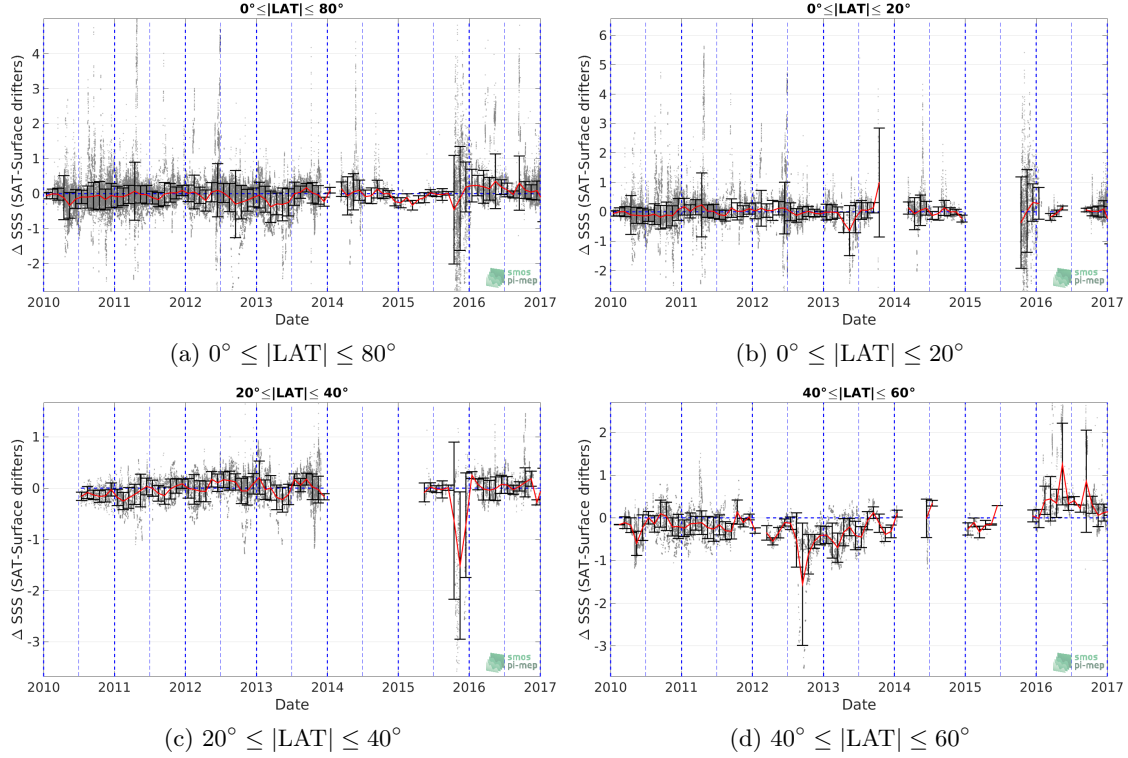 0°≤|LAT|≤ 80°
Δ SSS (SAT-Surface drifters)
4
3
2
1
0
-1
-2
smos
pi-mep
2010 2011 2012 2013 2014 2015 2016 2017
Date
(a) 0° ≤ |LAT| ≤ 80°
0°≤|LAT|≤ 20°
Δ SSS (SAT-Surface drifters)
6
5
4
3
2
1
0
-1
-2
smos
pi-mep
2010 2011 2012 2013 2014 2015 2016 2017
Date
(b) 0° ≤ |LAT| ≤ 20°
20°≤|LAT|≤ 40°
Δ SSS (SAT-Surface drifters)
1
0
-1
-2
-3
smos
pi-mep
2010 2011 2012 2013 2014 2015 2016 2017
Date
(c) 20° ≤ |LAT| ≤ 40°
40°≤|LAT|≤ 60°
Δ SSS (SAT-Surface drifters)
2
1
0
-1
-2
-3
smos
pi-mep
2010 2011 2012 2013 2014 2015 2016 2017
Date
(d) 40° ≤ |LAT| ≤ 60°